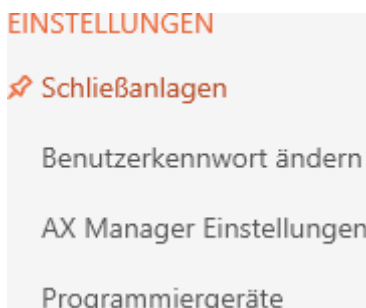 EINSTELLUNGEN
Schließanlagen
Benutzerkennwort ändern
AX Manager Einstellungen
Programmiergeräte